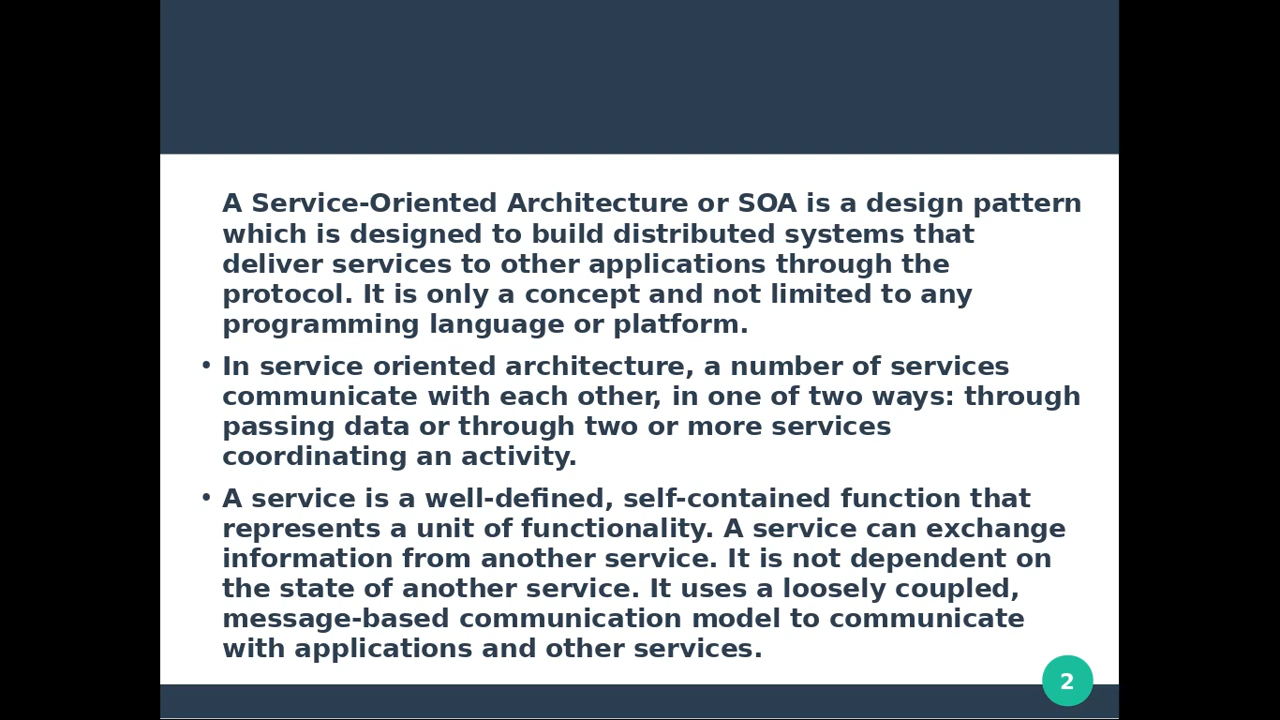 A Service-Oriented Architecture or SOA is a design pattern
which is designed to build distributed systems that
deliver services to other applications through the
protocol. It is only a concept and not limited to any
programming language or platform.
• In service oriented architecture, a number of services
communicate with each other, in one of two ways: through
passing data or through two or more services
coordinating an activity.
• A service is a well-defined, self-contained function that
represents a unit of functionality. A service can exchange
information from another service. It is not dependent on
the state of another service. It uses a loosely coupled,
message-based communication model to communicate
with applications and other services.
2